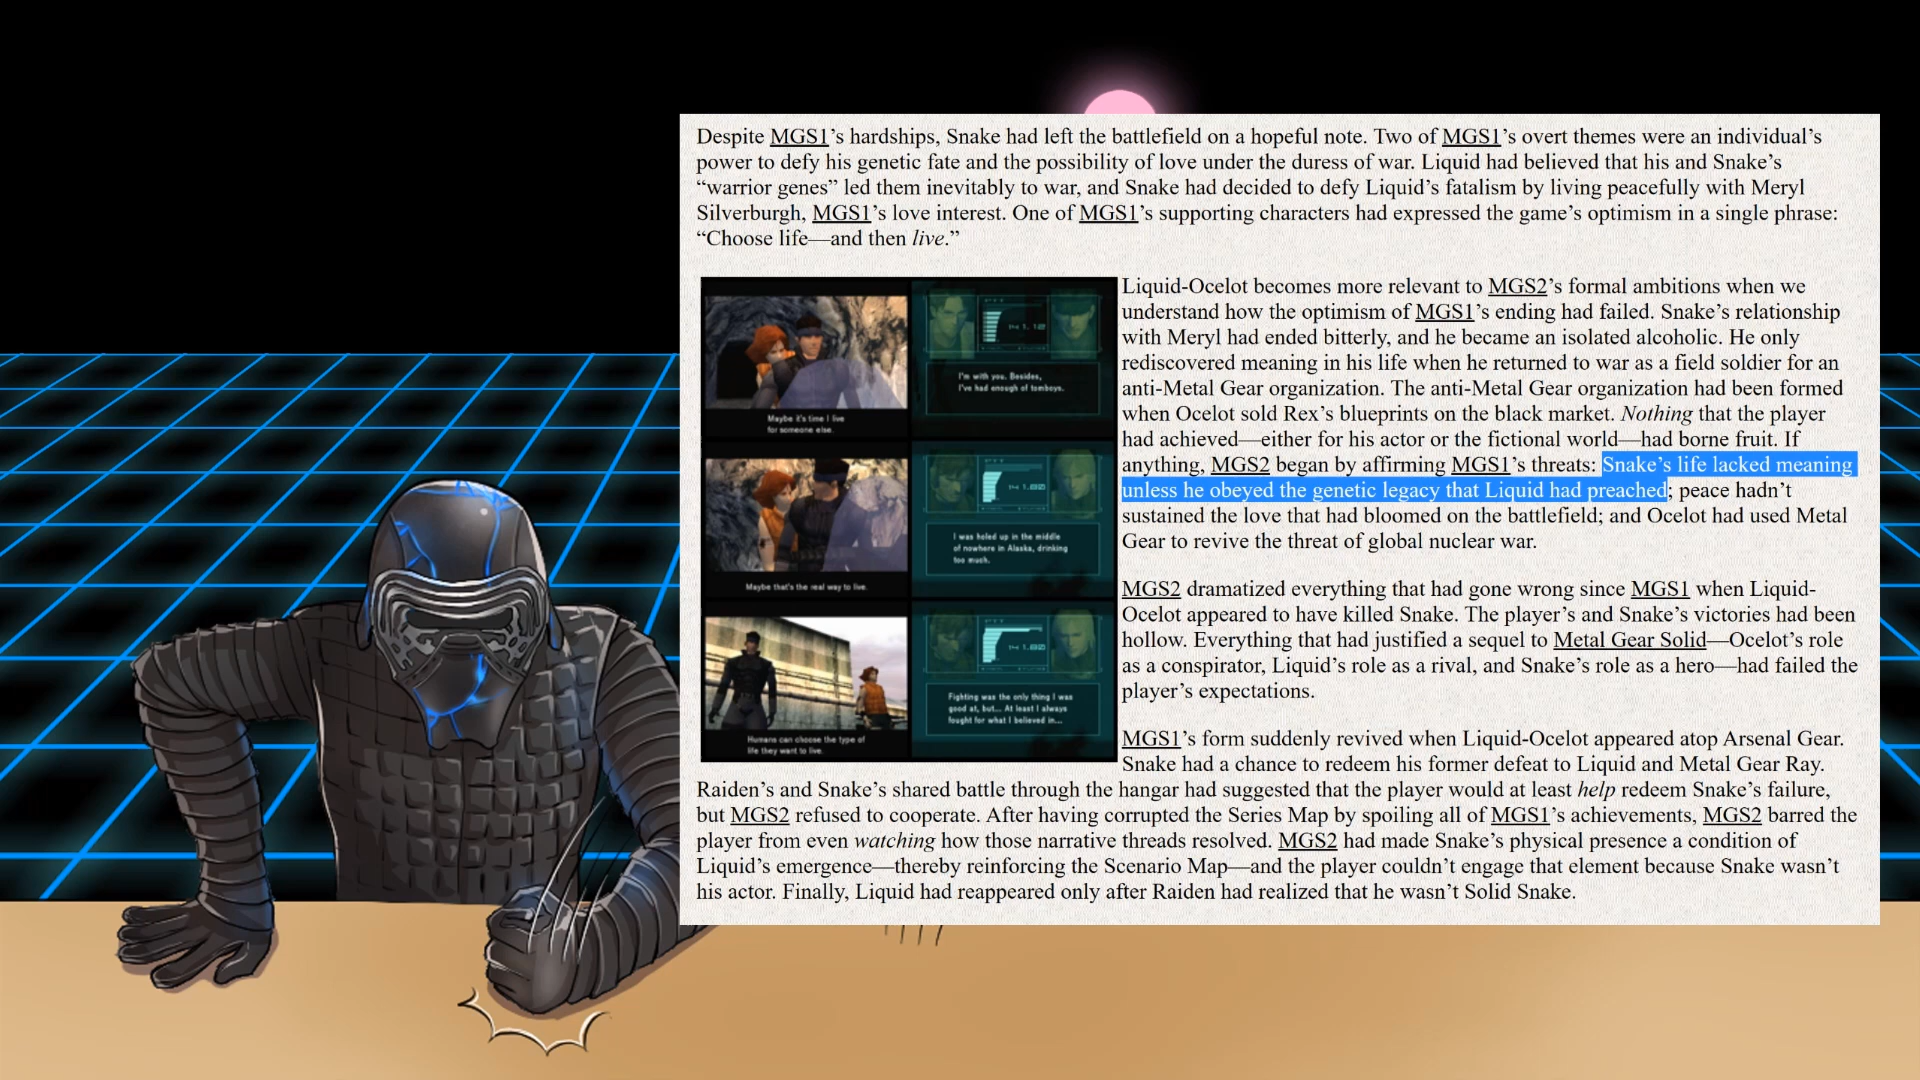 Despite MGS1’s hardships, Snake had left the battlefield on a hopeful note. Two of MGS1’s overt themes were an individual’s
power to defy his genetic fate and the possibility of love under the duress of war. Liquid had believed that his and Snake’s
“warrior genes” led them inevitably to war, and Snake had decided to defy Liquid’s fatalism by living peacefully with Meryl
Silverburgh, MGS1’s love interest. One of MGS1’s supporting characters had expressed the game’s optimism in a single phrase:
“Choose life—and then live.”
Maybe it's time I live
for someone else.
I'm with you. Besides,
I've had enough of tomboys.
Maybe that's the real way to live.
I was holed up in the middle
of nowhere in Alaska, drinking
too much.
Humans can choose the type of
life they want to live.
Fighting was the only thing I was
good at, but... At least I always
fought for what I believed in...
Liquid-Ocelot becomes more relevant to MGS2’s formal ambitions when we
understand how the optimism of MGS1’s ending had failed. Snake’s relationship
with Meryl had ended bitterly, and he became an isolated alcoholic. He only
rediscovered meaning in his life when he returned to war as a field soldier for an
anti-Metal Gear organization. The anti-Metal Gear organization had been formed
when Ocelot sold Rex’s blueprints on the black market. Nothing that the player
had achieved—either for his actor or the fictional world—had borne fruit. If
anything, MGS2 began by affirming MGS1’s threats: Snake’s life lacked meaning
unless he obeyed the genetic legacy that Liquid had preached; peace hadn’t
sustained the love that had bloomed on the battlefield; and Ocelot had used Metal
Gear to revive the threat of global nuclear war.
MGS2 dramatized everything that had gone wrong since MGS1 when Liquid-
Ocelot appeared to have killed Snake. The player’s and Snake’s victories had been
hollow. Everything that had justified a sequel to Metal Gear Solid—Ocelot’s role
as a conspirator, Liquid’s role as a rival, and Snake’s role as a hero—had failed the
player’s expectations.
MGS1’s form suddenly revived when Liquid-Ocelot appeared atop Arsenal Gear.
Snake had a chance to redeem his former defeat to Liquid and Metal Gear Ray.
Raiden’s and Snake’s shared battle through the hangar had suggested that the player would at least help redeem Snake’s failure,
but MGS2 refused to cooperate. After having corrupted the Series Map by spoiling all of MGS1’s achievements, MGS2 barred the
player from even watching how those narrative threads resolved. MGS2 had made Snake’s physical presence a condition of
Liquid’s emergence—thereby reinforcing the Scenario Map—and the player couldn’t engage that element because Snake wasn’t
his actor. Finally, Liquid had reappeared only after Raiden had realized that he wasn’t Solid Snake.